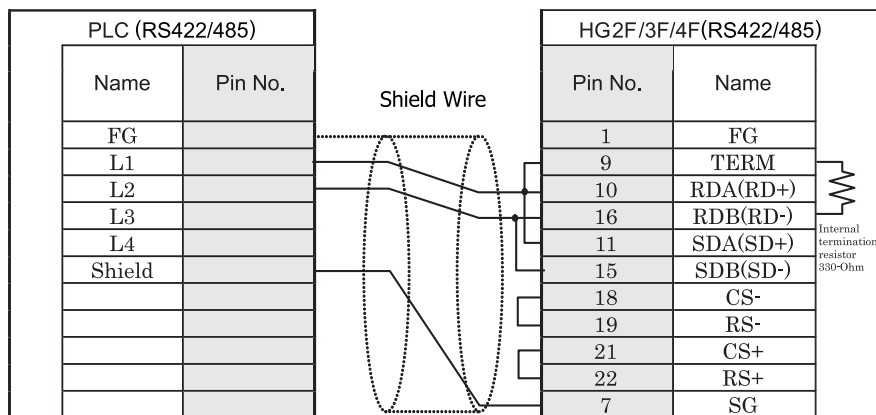 PLC (RS422/485) HG2F/3F/4F(RS422/485)
Name Pin No. Shield Wire Pin No. Name
FG 1 FG
L1 9 TERM
L2 10 RDA(RD+)
L3 16 RDB(RD-)
L4 11 SDA(SD+)
Shield 15 SDB(SD-)
18 CS-
19 RS-
21 CS+
22 RS+
7 SG
Internal
termination
resistor
330-Ohm